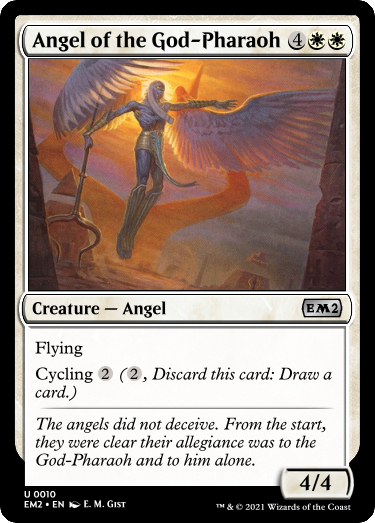 Angel of the God-Pharaoh 4
Creature — Angel EM2
Flying
Cycling 2 (2, Discard this card: Draw a
card.)
The angels did not deceive. From the start,
they were clear their allegiance was to the
God-Pharaoh and to him alone.
4/4
U 0010
EM2 • EN E. M. Gist
™ & © 2021 Wizards of the Coast